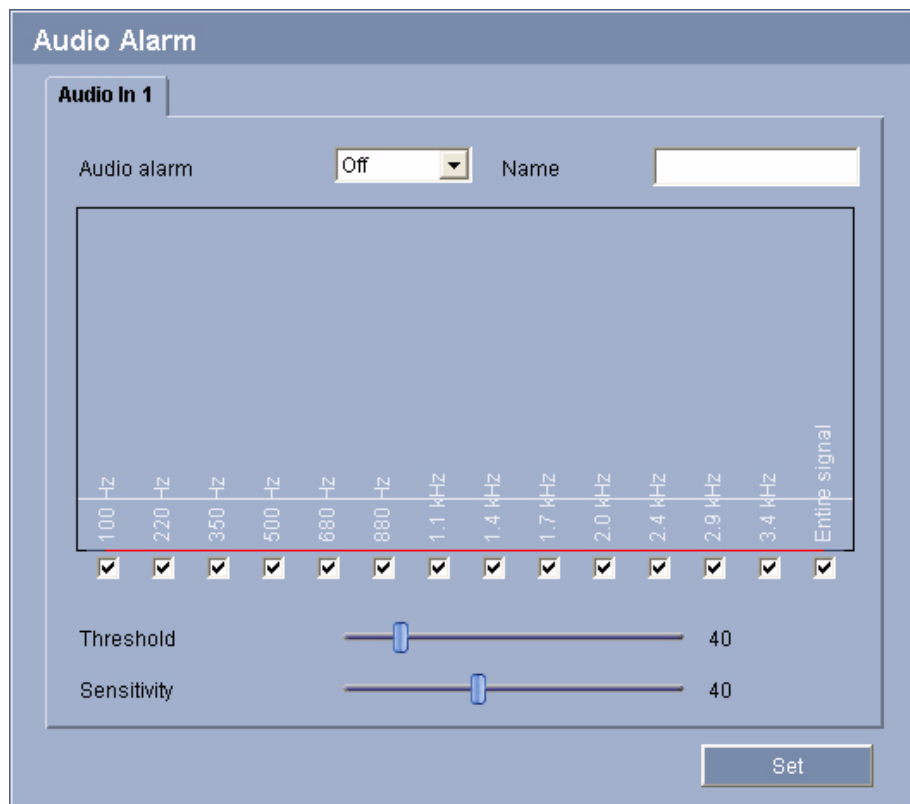 Audio Alarm
Audio In 1
Audio alarm
Off
Name
100 Hz
220 Hz
350 Hz
500 Hz
680 Hz
880 Hz
1.1 kHz
1.4 kHz
1.7 kHz
2.0 kHz
2.4 kHz
2.9 kHz
3.4 kHz
Entire signal
Threshold
40
Sensitivity
40
Set